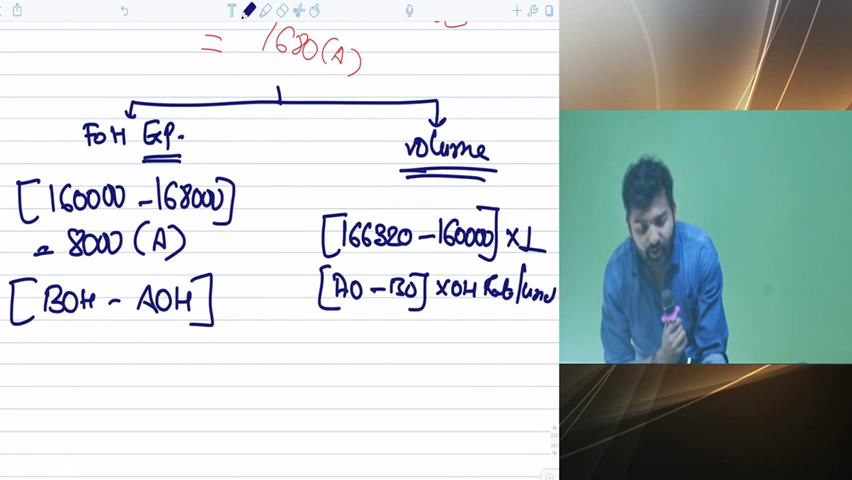 = 1680 (A)
FOH Exp.
volume
[160000 - 168000]
= 8000 (A)
[166320 - 160000] × 1
[BOH - AOH]
[AO - BO] × OH Rate/unit